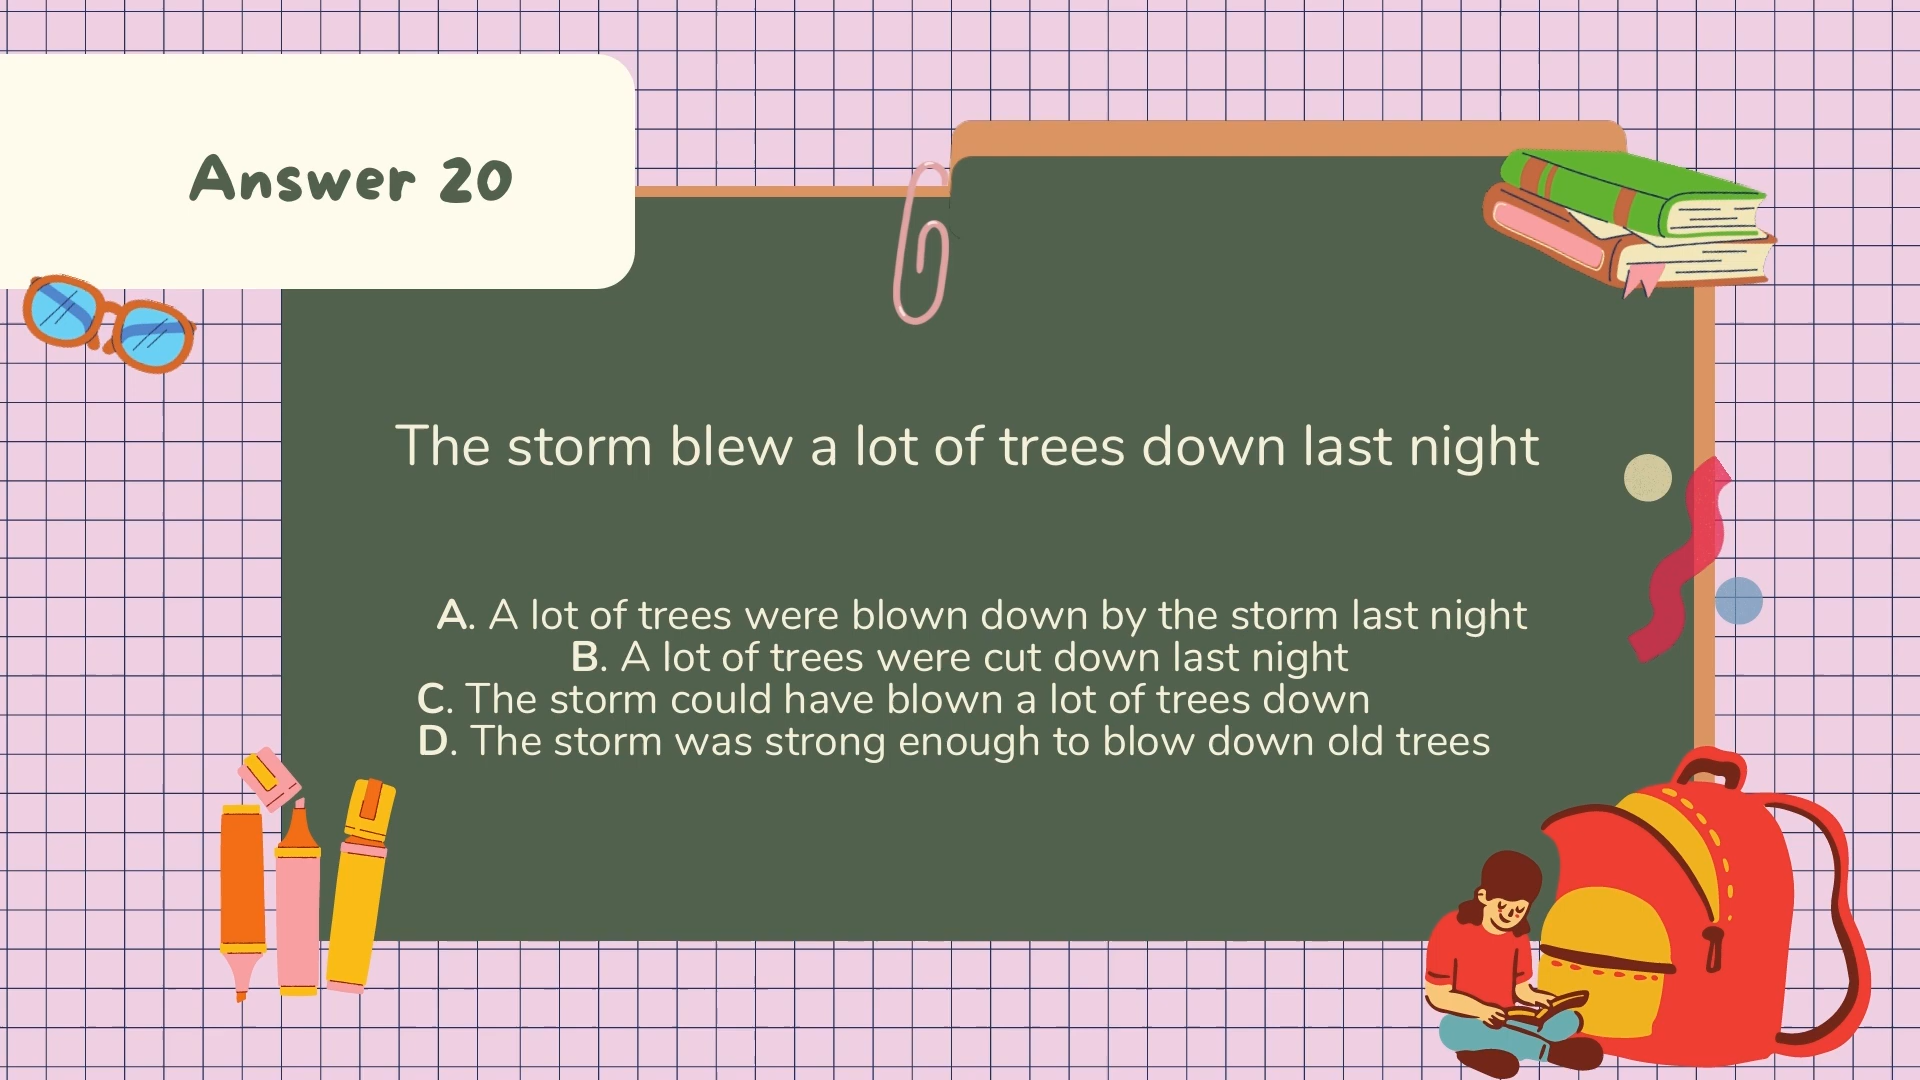 Answer 20
The storm blew a lot of trees down last night
A. A lot of trees were blown down by the storm last night
B. A lot of trees were cut down last night
C. The storm could have blown a lot of trees down
D. The storm was strong enough to blow down old trees